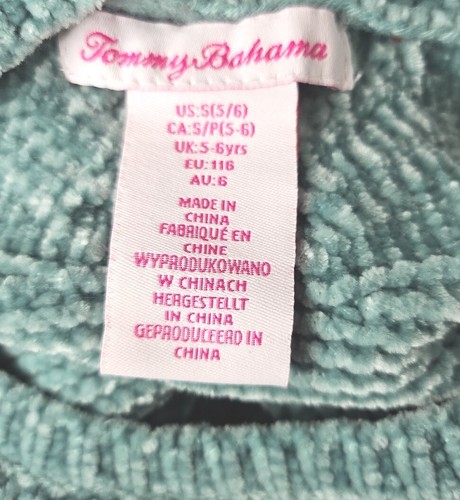 Tommy Bahama
US:S(5/6)
CA:S/P(5-6)
UK:5-6yrs
EU:116
AU:6
MADE IN
CHINA
FABRIQUÉ EN
CHINE
WYPRODUKOWANO
W CHINACH
HERGESTELLT
IN CHINA
GEPRODUCEERD IN
CHINA